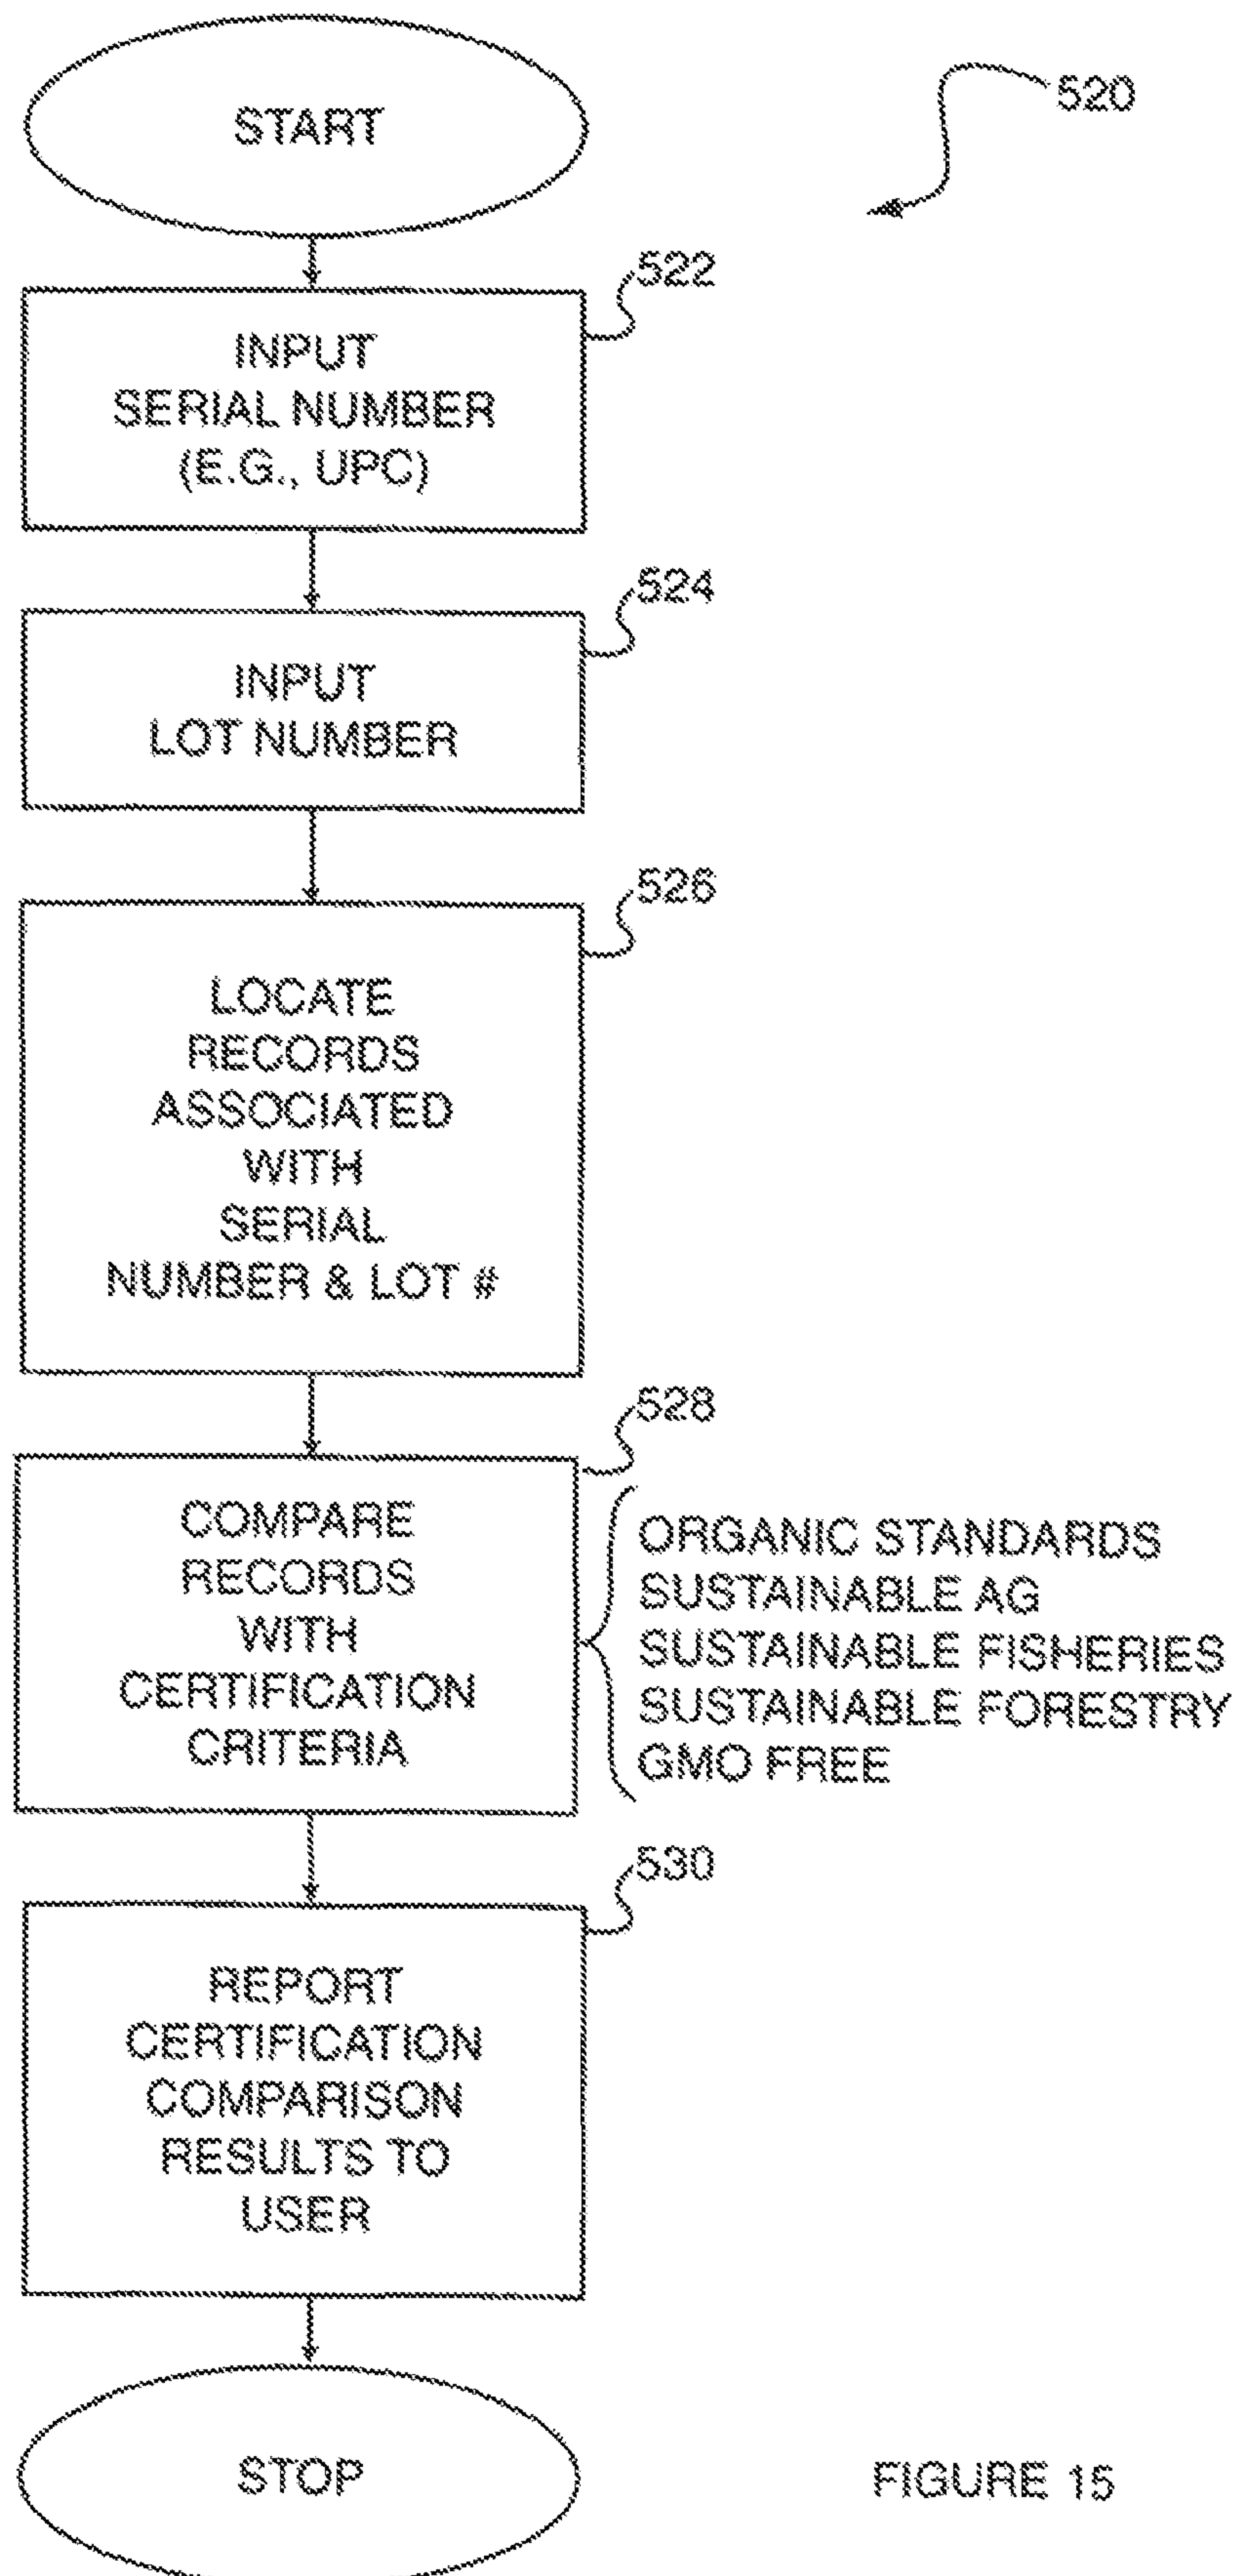 START
520
522
INPUT
SERIAL NUMBER
(E.G., UPC)
524
INPUT
LOT NUMBER
526
LOCATE
RECORDS
ASSOCIATED
WITH
SERIAL
NUMBER & LOT #
528
COMPARE
RECORDS
WITH
CERTIFICATION
CRITERIA
ORGANIC STANDARDS
SUSTAINABLE AG
SUSTAINABLE FISHERIES
SUSTAINABLE FORESTRY
GMO FREE
530
REPORT
CERTIFICATION
COMPARISON
RESULTS TO
USER
STOP
FIGURE 15